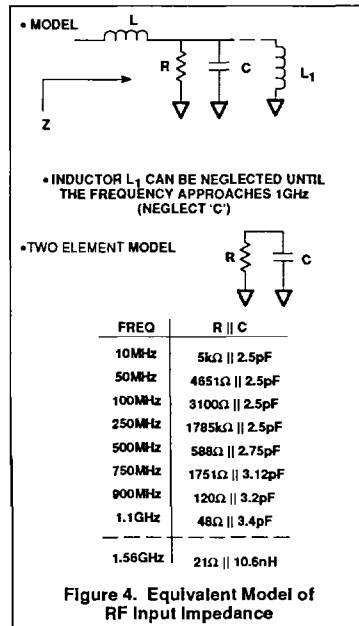 • MODEL
L
R
C
L1
Z
• INDUCTOR L1 CAN BE NEGLECTED UNTIL
THE FREQUENCY APPROACHES 1GHz
(NEGLECT 'C')
• TWO ELEMENT MODEL
R
C
FREQ R || C
10MHz 5kΩ || 2.5pF
50MHz 4651Ω || 2.5pF
100MHz 3100Ω || 2.5pF
250MHz 1785kΩ || 2.5pF
500MHz 588Ω || 2.75pF
750MHz 1751Ω || 3.12pF
900MHz 120Ω || 3.2pF
1.1GHz 48Ω || 3.4pF
1.56GHz 21Ω || 10.6nH
Figure 4. Equivalent Model of
RF Input Impedance